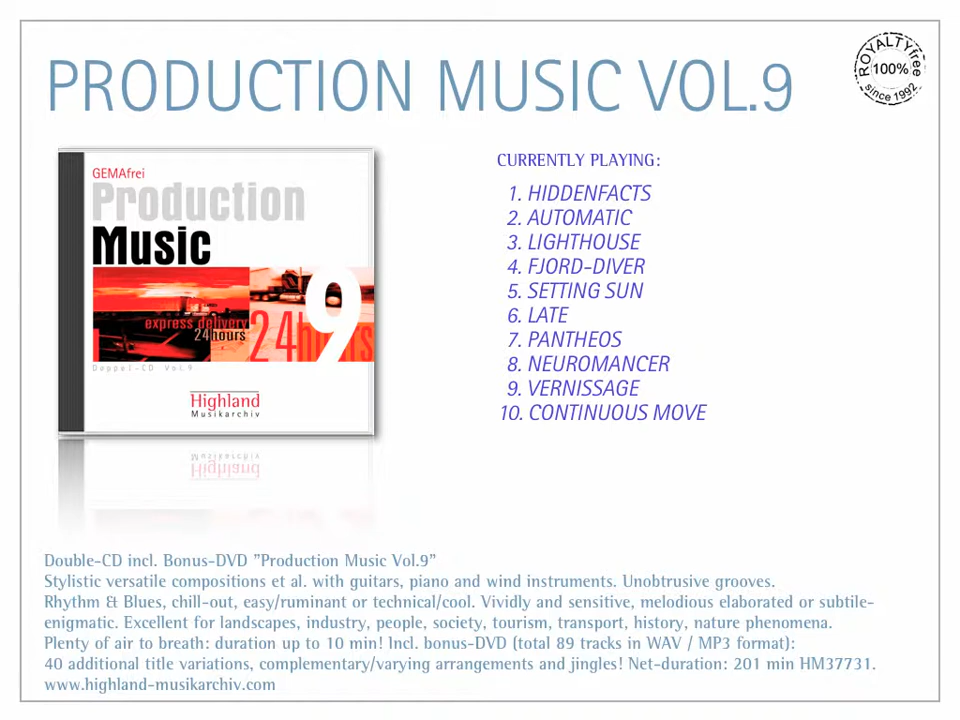 PRODUCTION MUSIC VOL.9
ROYALTYfree
100%
since 1992
GEMAfrei
Production
Music
9
express delivery
24hours
24hours
Doppel-CD Vol.9
Highland
Musikarchiv
CURRENTLY PLAYING:
1. HIDDENFACTS
2. AUTOMATIC
3. LIGHTHOUSE
4. FJORD-DIVER
5. SETTING SUN
6. LATE
7. PANTHEOS
8. NEUROMANCER
9. VERNISSAGE
10. CONTINUOUS MOVE
Double-CD incl. Bonus-DVD "Production Music Vol.9"
Stylistic versatile compositions et al. with guitars, piano and wind instruments. Unobtrusive grooves.
Rhythm & Blues, chill-out, easy/ruminant or technical/cool. Vividly and sensitive, melodious elaborated or subtile-
enigmatic. Excellent for landscapes, industry, people, society, tourism, transport, history, nature phenomena.
Plenty of air to breath: duration up to 10 min! Incl. bonus-DVD (total 89 tracks in WAV / MP3 format):
40 additional title variations, complementary/varying arrangements and jingles! Net-duration: 201 min HM37731.
www.highland-musikarchiv.com